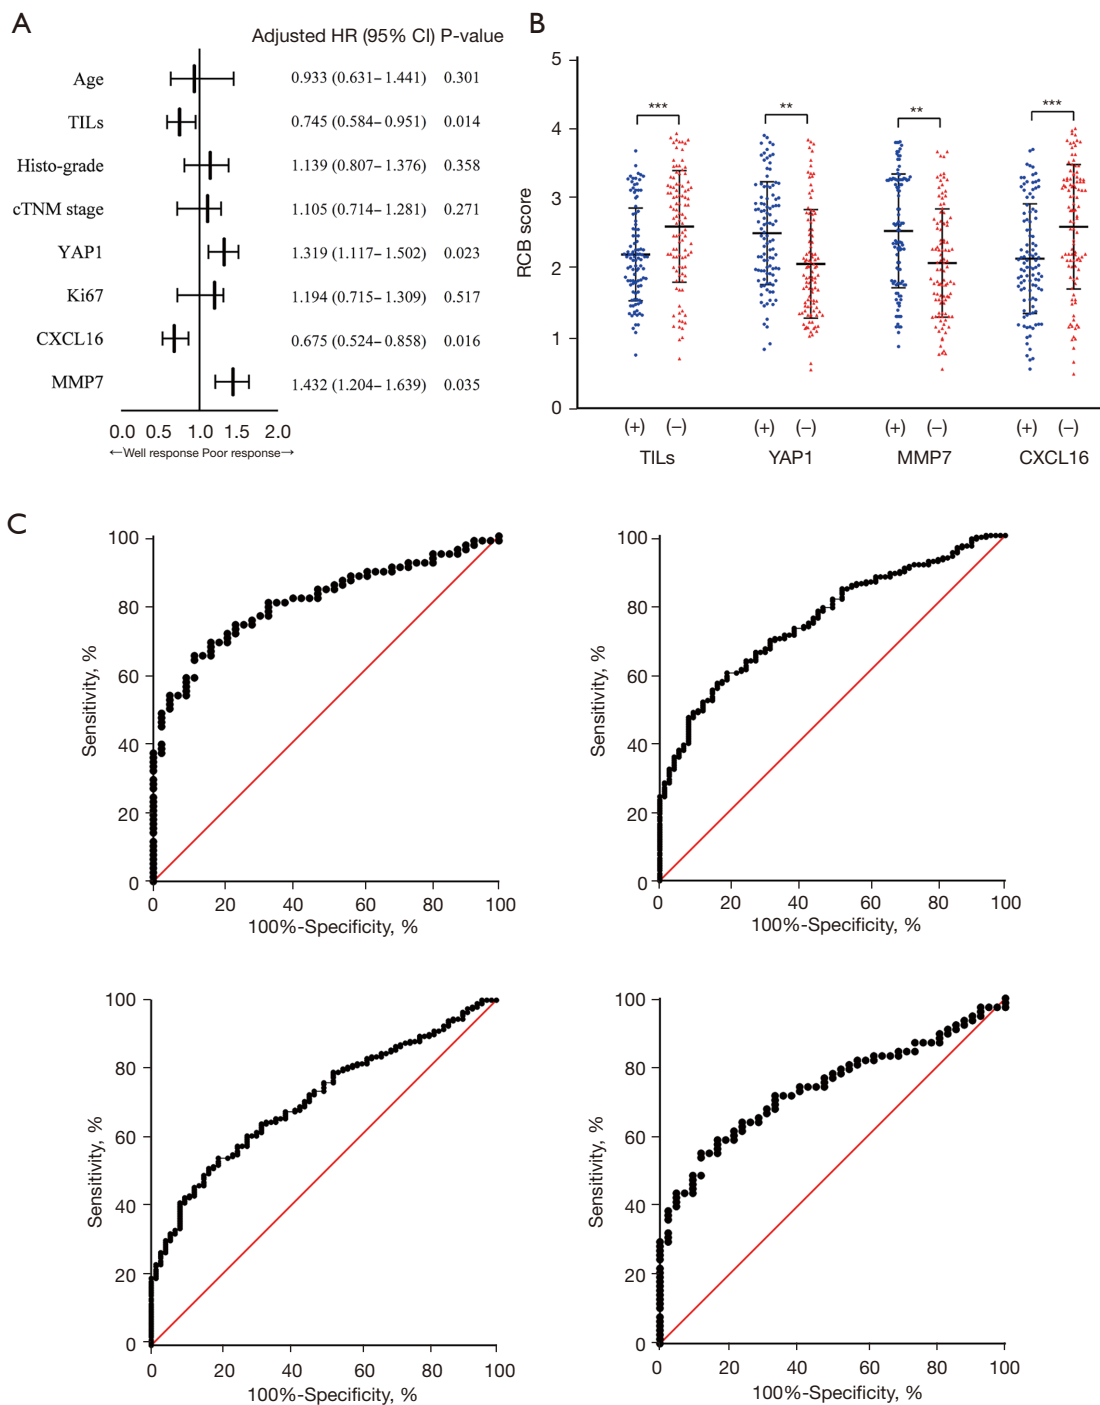 A
Adjusted HR (95% CI) P-value
Age 0.933 (0.631–1.441) 0.301
TILs 0.745 (0.584–0.951) 0.014
Histo-grade 1.139 (0.807–1.376) 0.358
cTNM stage 1.105 (0.714–1.281) 0.271
YAP1 1.319 (1.117–1.502) 0.023
Ki67 1.194 (0.715–1.309) 0.517
CXCL16 0.675 (0.524–0.858) 0.016
MMP7 1.432 (1.204–1.639) 0.035
0.0 0.5 1.0 1.5 2.0
←Well response Poor response→
B
RCB score
5
4
3
2
1
0
*** ** ** ***
(+) (–) (+) (–) (+) (–) (+) (–)
TILs YAP1 MMP7 CXCL16
C
Sensitivity, %
100
80
60
40
20
0
0 20 40 60 80 100
100%-Specificity, %
Sensitivity, %
100
80
60
40
20
0
0 20 40 60 80 100
100%-Specificity, %
Sensitivity, %
100
80
60
40
20
0
0 20 40 60 80 100
100%-Specificity, %
Sensitivity, %
100
80
60
40
20
0
0 20 40 60 80 100
100%-Specificity, %